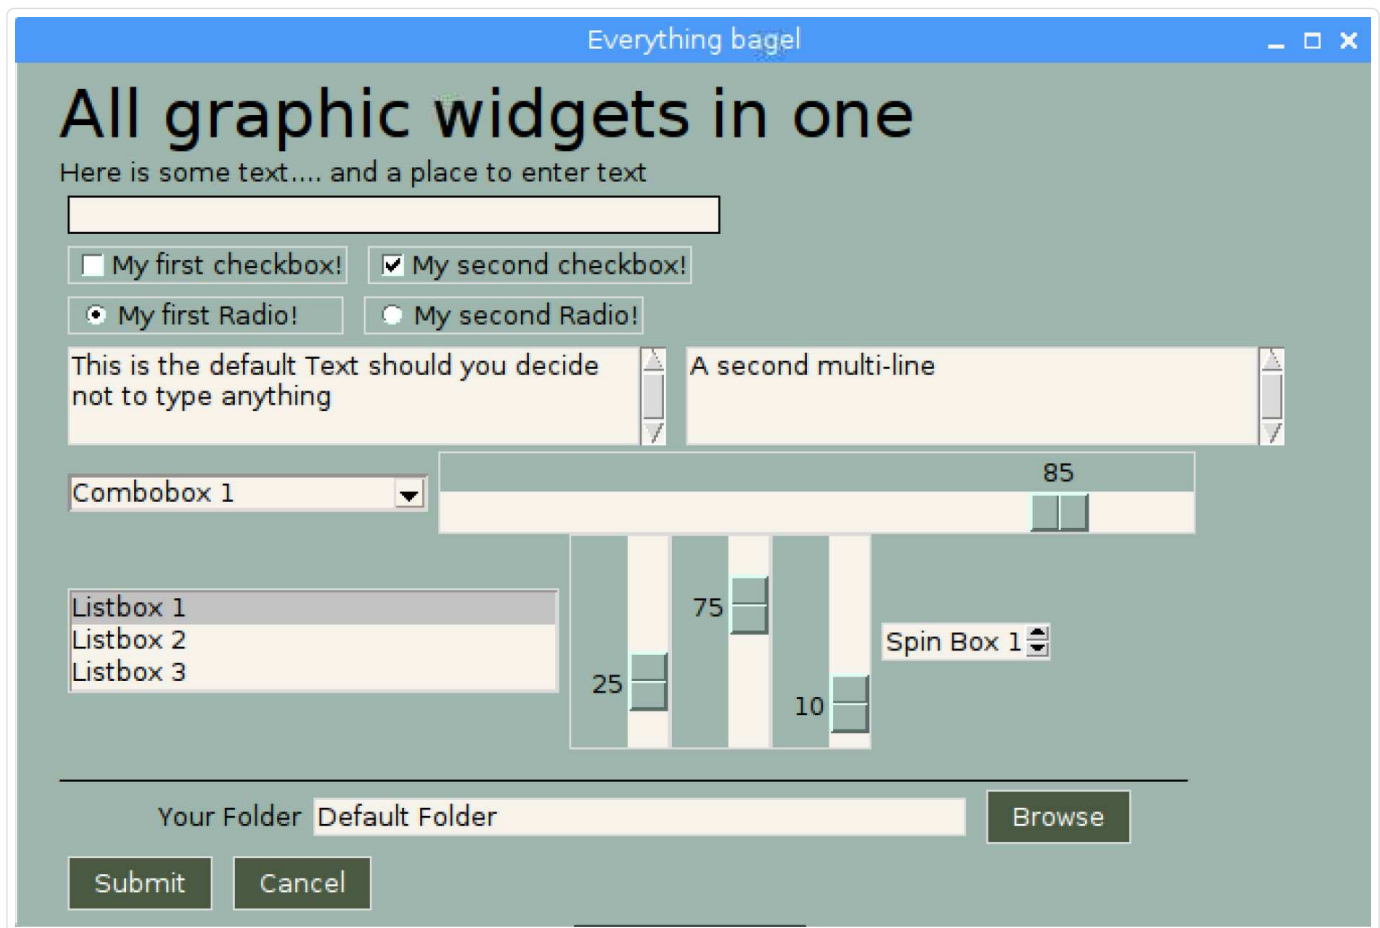 Everything bagel
All graphic widgets in one
Here is some text.... and a place to enter text
My first checkbox! My second checkbox!
My first Radio! My second Radio!
This is the default Text should you decide
not to type anything
A second multi-line
85
Combobox 1
Listbox 1
Listbox 2
Listbox 3
25
75
10
Spin Box 1
Your Folder Default Folder Browse
Submit Cancel